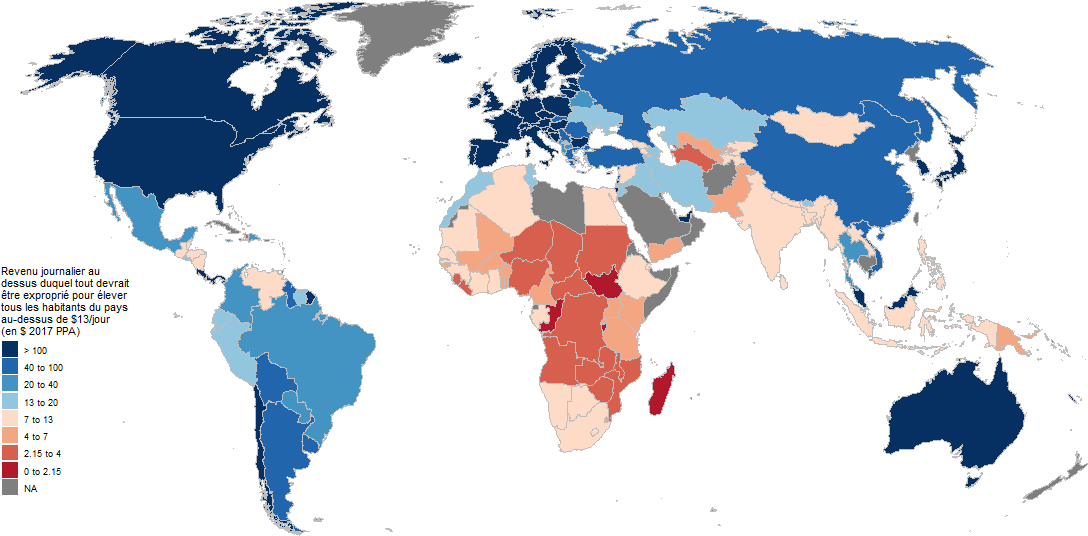 Revenu journalier au
dessus duquel tout devrait
être exproprié pour élever
tous les habitants du pays
au-dessus de $13/jour
(en $ 2017 PPA)
> 100
40 to 100
20 to 40
13 to 20
7 to 13
4 to 7
2.15 to 4
0 to 2.15
NA